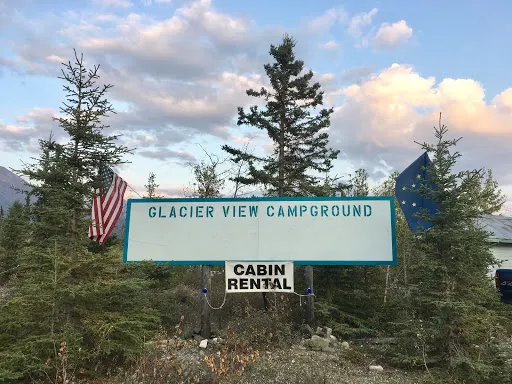 GLACIER VIEW CAMPGROUND
CABIN
RENTAL